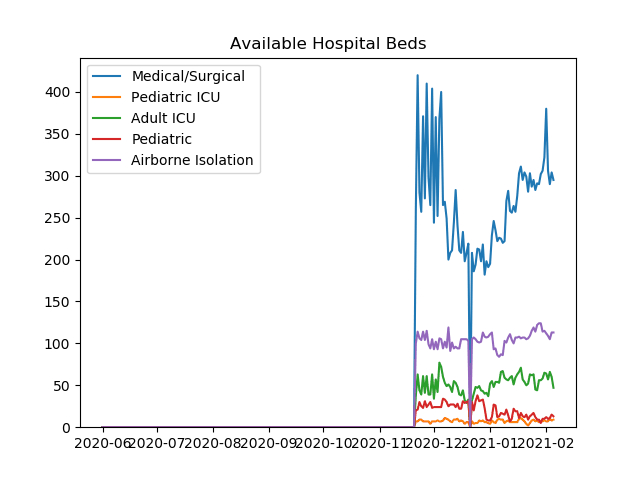 Available Hospital Beds
Medical/Surgical
Pediatric ICU
Adult ICU
Pediatric
Airborne Isolation
400
350
300
250
200
150
100
50
0
2020-06 2020-07 2020-08 2020-09 2020-10 2020-11 2020-12 2021-01 2021-02